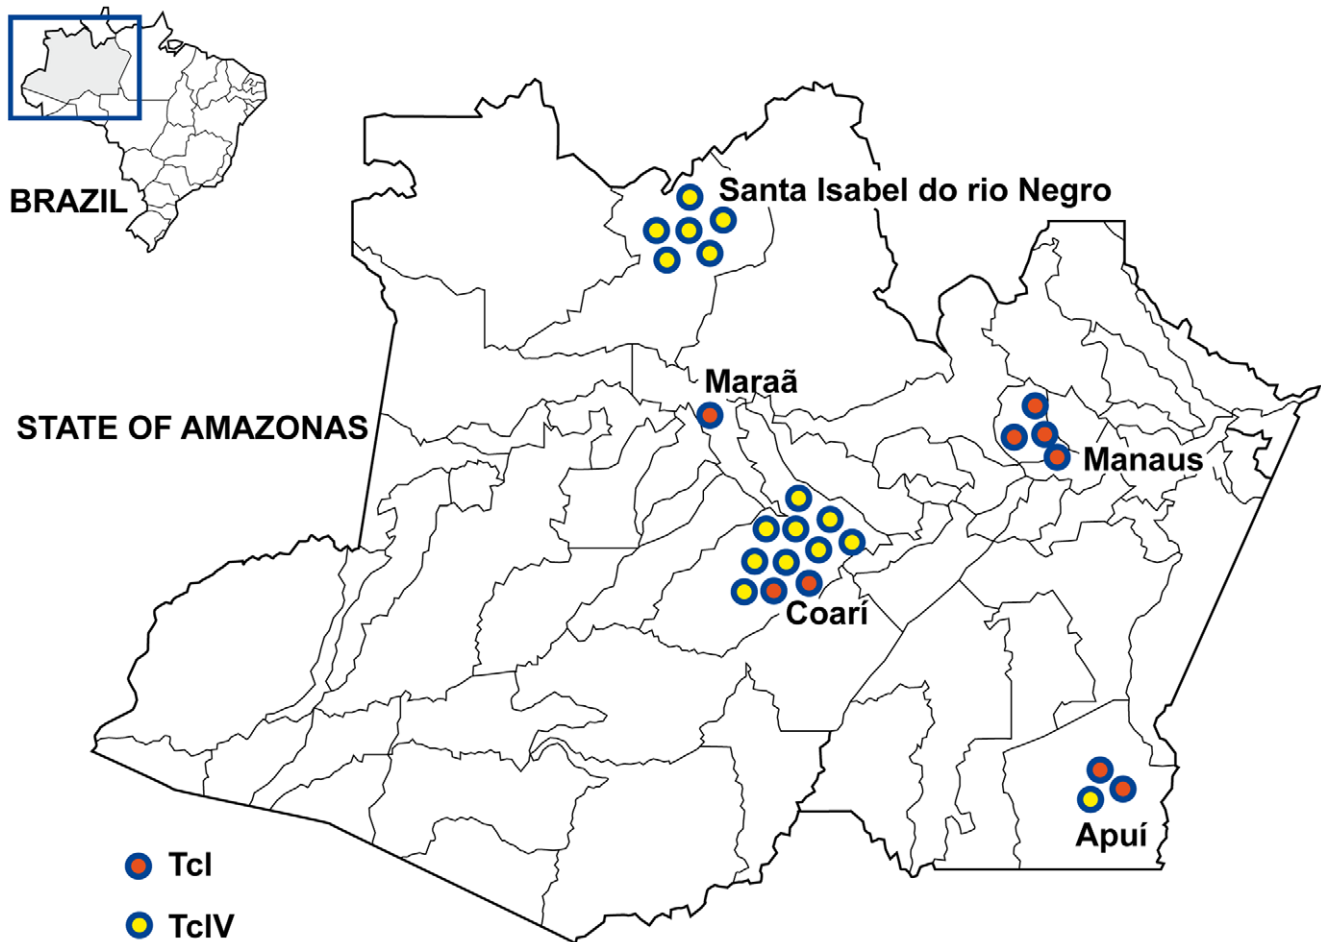 BRAZIL
Santa Isabel do rio Negro
Maraã
STATE OF AMAZONAS
Manaus
Coarí
Apuí
TcI
TcIV